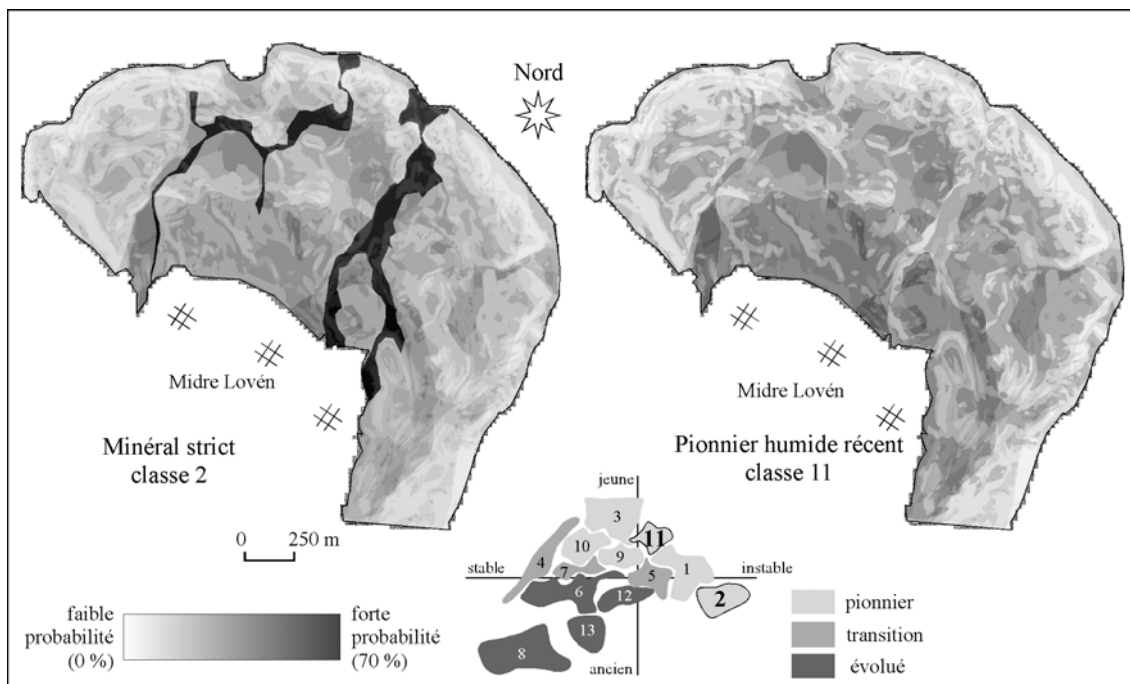 Nord
Midre Lovén
Midre Lovén
Minéral strict
classe 2
Pionnier humide récent
classe 11
0 250 m
jeune
3
11
10
9
4
7
5
1
stable
instable
6
12
2
13
8
ancien
faible
probabilité
(0 %)
forte
probabilité
(70 %)
pionnier
transition
évolué